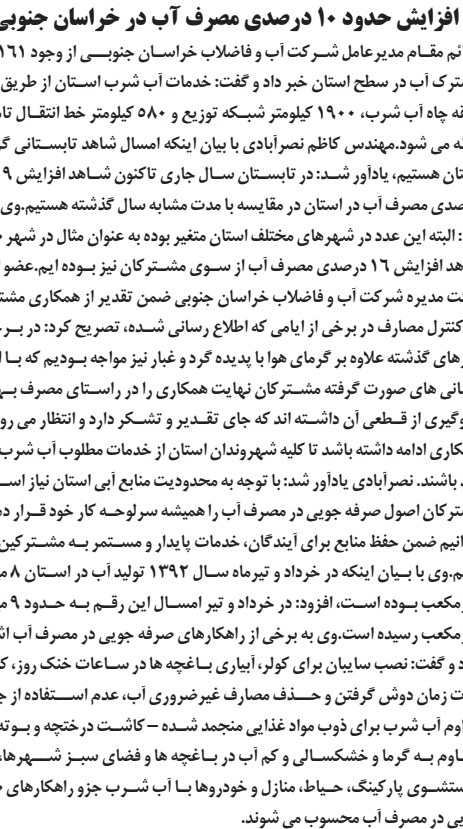 افزایش حدود ۱۰ درصدی مصرف آب در خراسان جنوبی
ئم مقام مدیرعامل شرکت آب و فاضلاب خراسان جنوبی از وجود ۱۶۱
ترک آب در سطح استان خبر داد و گفت: خدمات آب شرب استان از طریق
قه چاه آب شرب، ۱۹۰۰ کیلومتر شبکه توزیع و ۵۸۰ کیلومتر خط انتقال تا
ئه می شود.مهندس کاظم نصرآبادی با بیان اینکه امسال شاهد تابستانی گر
تان هستیم، یادآور شد: در تابستان سال جاری تاکنون شاهد افزایش ۹
صدی مصرف آب در استان در مقایسه با مدت مشابه سال گذشته هستیم.وی
: البته این عدد در شهرهای مختلف استان متغیر بوده به عنوان مثال در شهر
هد افزایش ۱۶ درصدی مصرف آب از سوی مشترکان نیز بوده ایم.عضو
ئت مدیره شرکت آب و فاضلاب خراسان جنوبی ضمن تقدیر از همکاری مشت
کنترل مصارف در برخی از ایامی که اطلاع رسانی شده، تصریح کرد: در بر
رهای گذشته علاوه بر گرمای هوا با پدیده گرد و غبار نیز مواجه بودیم که با ا
انی های صورت گرفته مشترکان نهایت همکاری را در راستای مصرف به
وگیری از قطعی آن داشته اند که جای تقدیر و تشکر دارد و انتظار می رو
کاری ادامه داشته باشد تا کلیه شهروندان استان از خدمات مطلوب آب شرب
د باشند. نصرآبادی یادآور شد: با توجه به محدودیت منابع آبی استان نیاز اس
ترکان اصول صرفه جویی در مصرف آب را همیشه سرلوحه کار خود قرار ده
انیم ضمن حفظ منابع برای آیندگان، خدمات پایدار و مستمر به مشترکین
م.وی با بیان اینکه در خرداد و تیرماه سال ۱۳۹۲ تولید آب در استان ۸ م
مکعب بوده است، افزود: در خرداد و تیر امسال این رقم به حدود ۹ م
مکعب رسیده است.وی به برخی از راهکارهای صرفه جویی در مصرف آب اش
د و گفت: نصب سایبان برای کولر، آبیاری باغچه ها در ساعات خنک روز، ک
ت زمان دوش گرفتن و حذف مصارف غیرضروری آب، عدم استفاده از ج
اوم آب شرب برای ذوب مواد غذایی منجمد شده – کاشت درختچه و بوته
اوم به گرما و خشکسالی و کم آب در باغچه ها و فضای سبز شهرها،
ستشوی پارکینگ، حیاط، منازل و خودروها با آب شرب جزو راهکارهای
یی در مصرف آب محسوب می شوند.